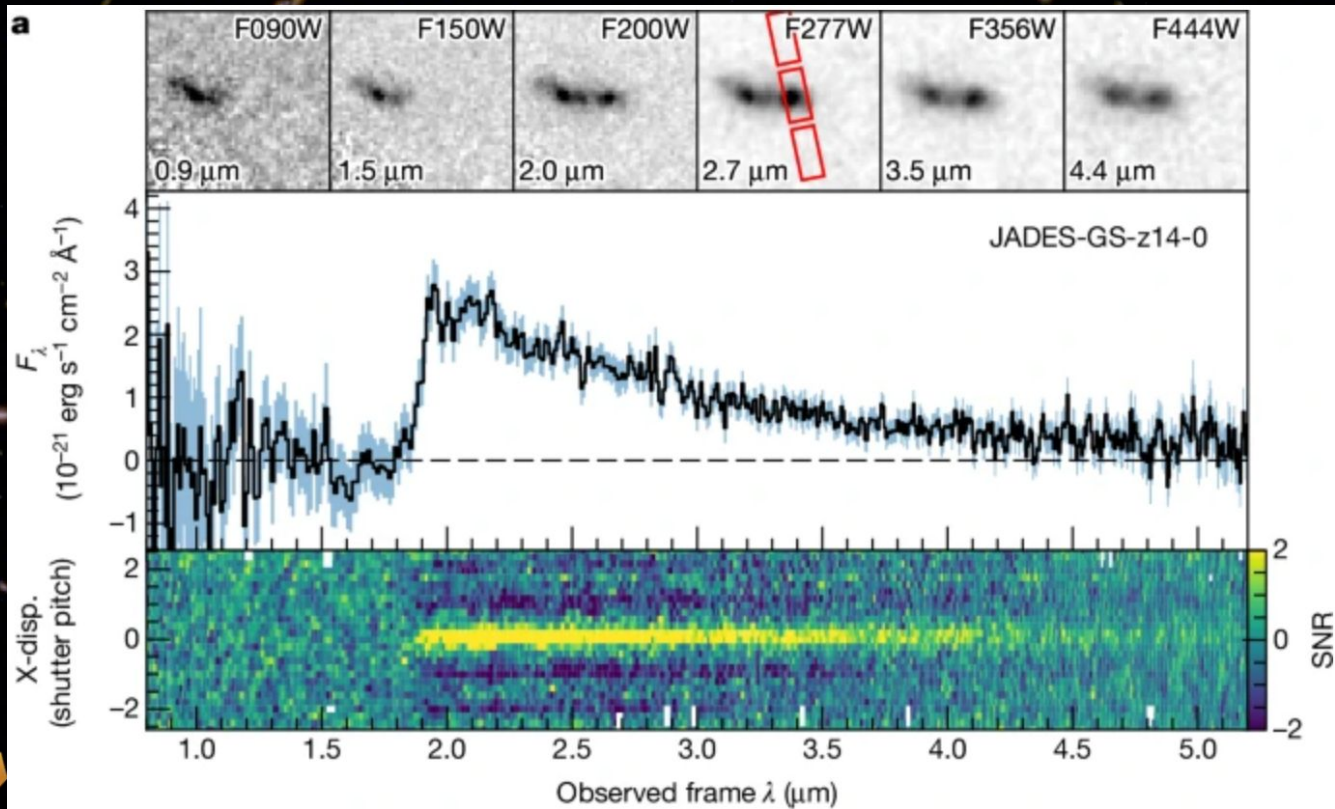 a
F090W
F150W
F200W
F277W
F356W
F444W
0.9 μm
1.5 μm
2.0 μm
2.7 μm
3.5 μm
4.4 μm
JADES-GS-z14-0
4
3
2
1
0
−1
Fλ
(10⁻²¹ erg s⁻¹ cm⁻² Å⁻¹)
2
0
−2
X-disp.
(shutter pitch)
2
0
−2
SNR
1.0 1.5 2.0 2.5 3.0 3.5 4.0 4.5 5.0
Observed frame λ (μm)